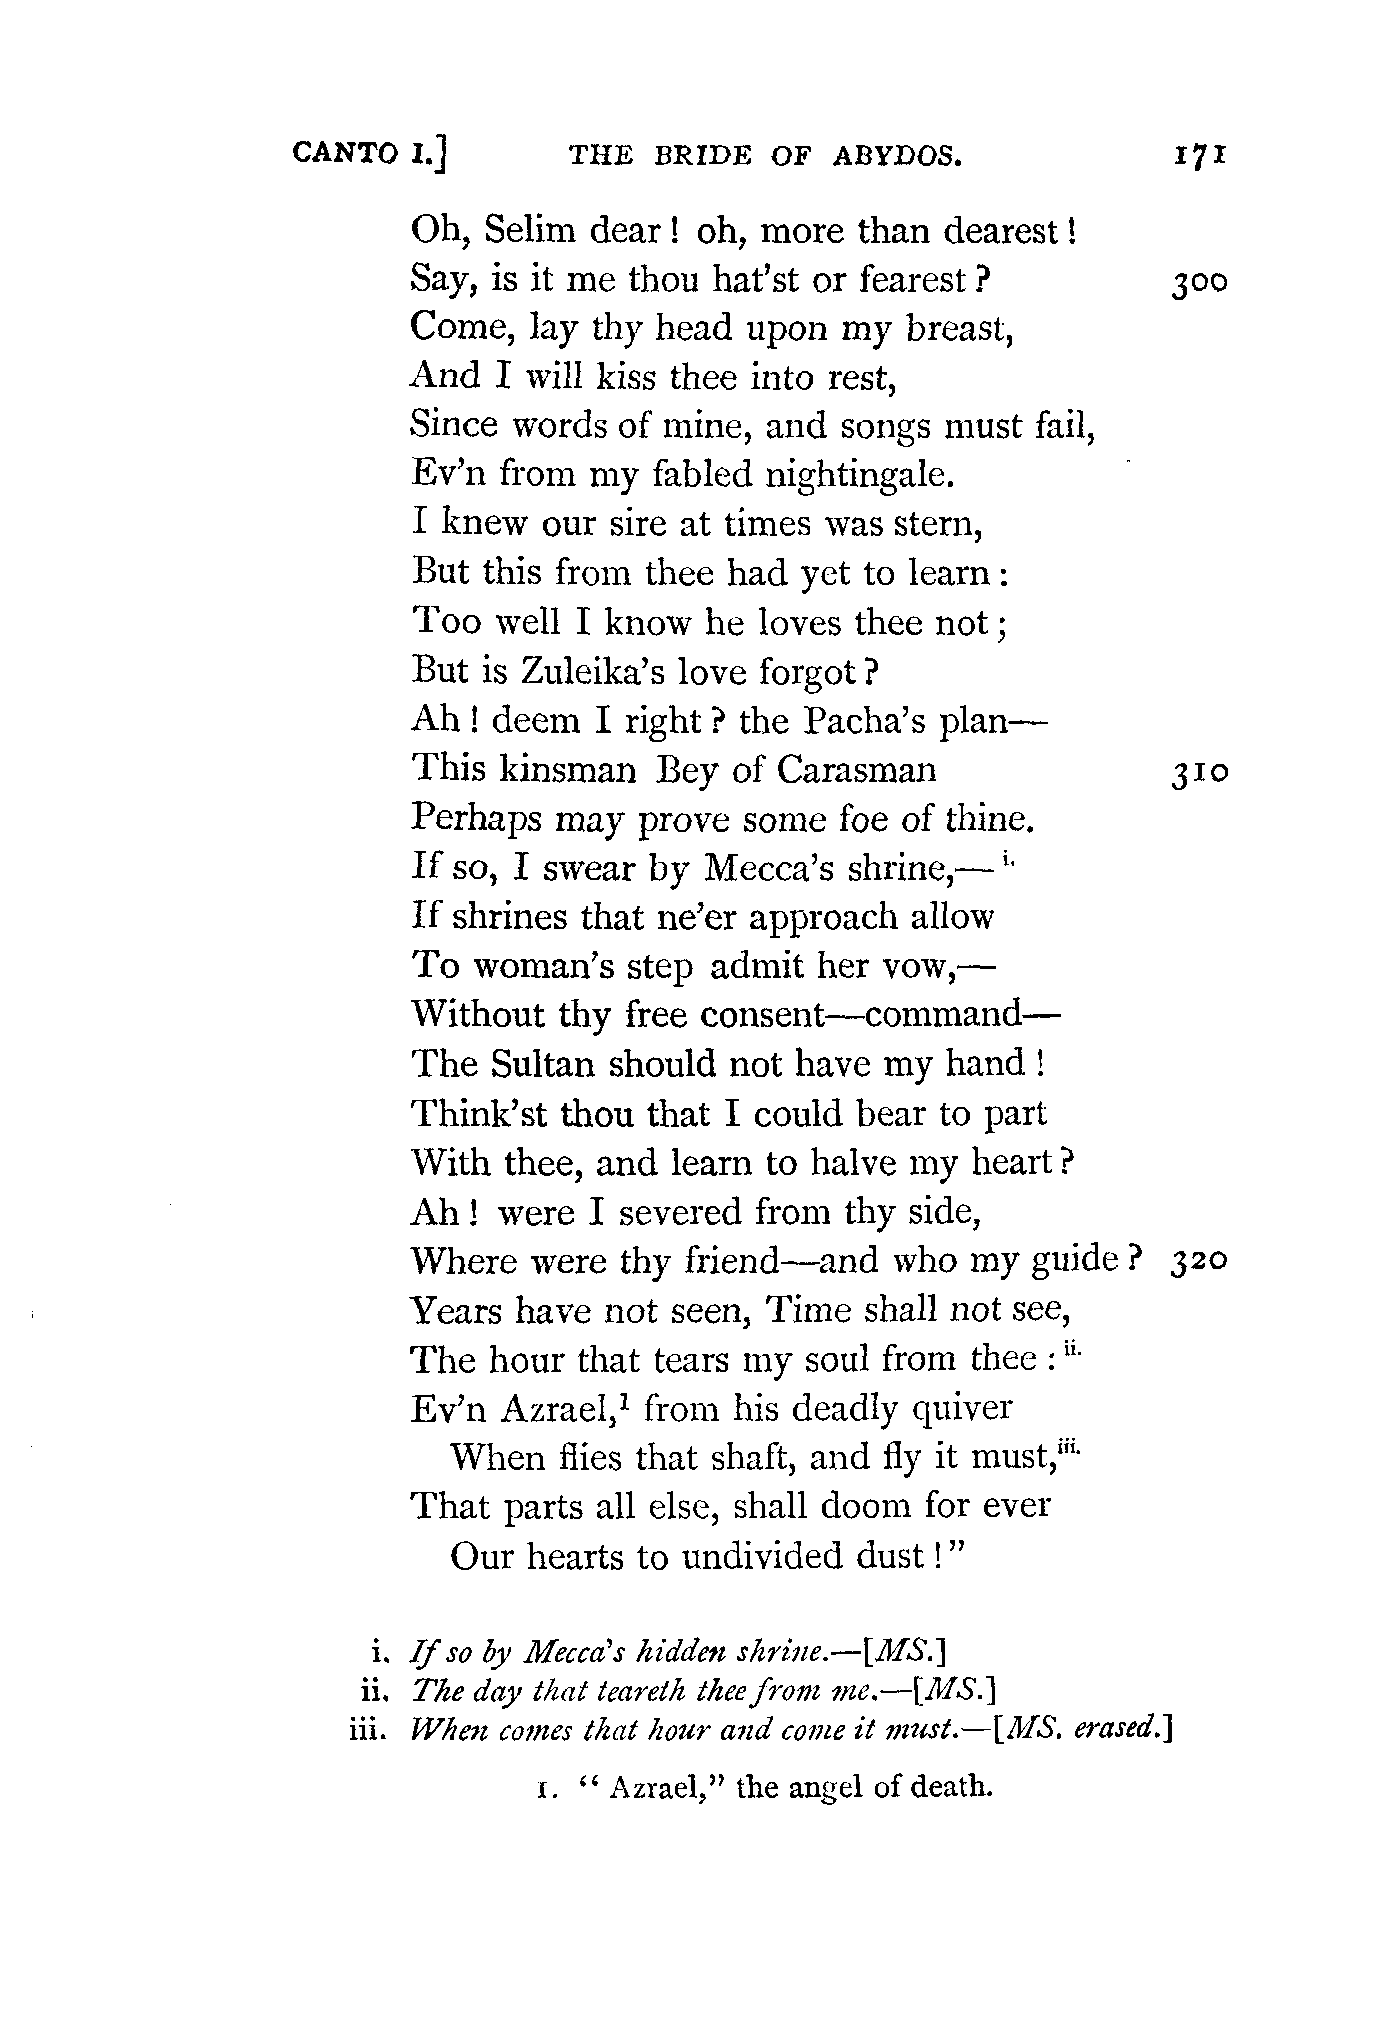 CANTO I.] THE BRIDE OF ABYDOS. 171
Oh, Selim dear! oh, more than dearest!
Say, is it me thou hat'st or fearest? 300
Come, lay thy head upon my breast,
And I will kiss thee into rest,
Since words of mine, and songs must fail,
Ev'n from my fabled nightingale.
I knew our sire at times was stern,
But this from thee had yet to learn:
Too well I know he loves thee not;
But is Zuleika's love forgot?
Ah! deem I right? the Pacha's plan—
This kinsman Bey of Carasman 310
Perhaps may prove some foe of thine.
If so, I swear by Mecca's shrine,— i.
If shrines that ne'er approach allow
To woman's step admit her vow,—
Without thy free consent—command—
The Sultan should not have my hand!
Think'st thou that I could bear to part
With thee, and learn to halve my heart?
Ah! were I severed from thy side,
Where were thy friend—and who my guide? 320
Years have not seen, Time shall not see,
The hour that tears my soul from thee: ii.
Ev'n Azrael,1 from his deadly quiver
When flies that shaft, and fly it must, iii.
That parts all else, shall doom for ever
Our hearts to undivided dust!"
i. If so by Mecca's hidden shrine.—[MS.]
ii. The day that teareth thee from me.—[MS.]
iii. When comes that hour and come it must.—[MS. erased.]
1. "Azrael," the angel of death.